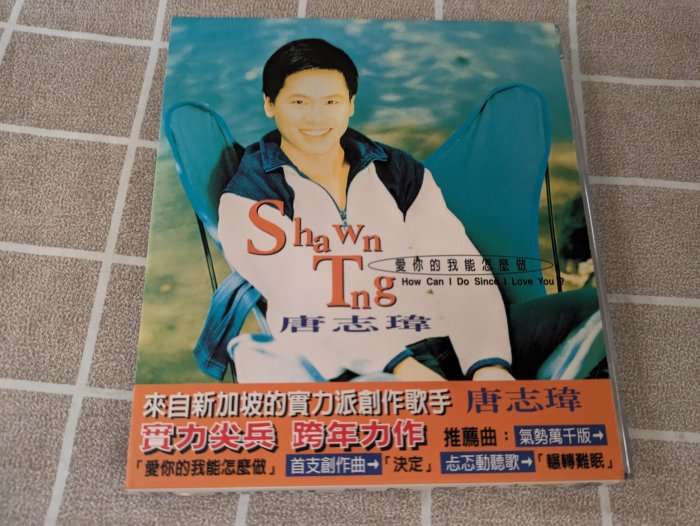 Shawn
Tng
愛你的我能怎麼做
How Can I Do Since I Love You ?
唐志瑋
來自新加坡的實力派創作歌手 唐志瑋
實力尖兵 跨年力作 推薦曲：氣勢萬千版→
「愛你的我能怎麼做」 首支創作曲→「決定」 忐忑動聽歌→「輾轉難眠」